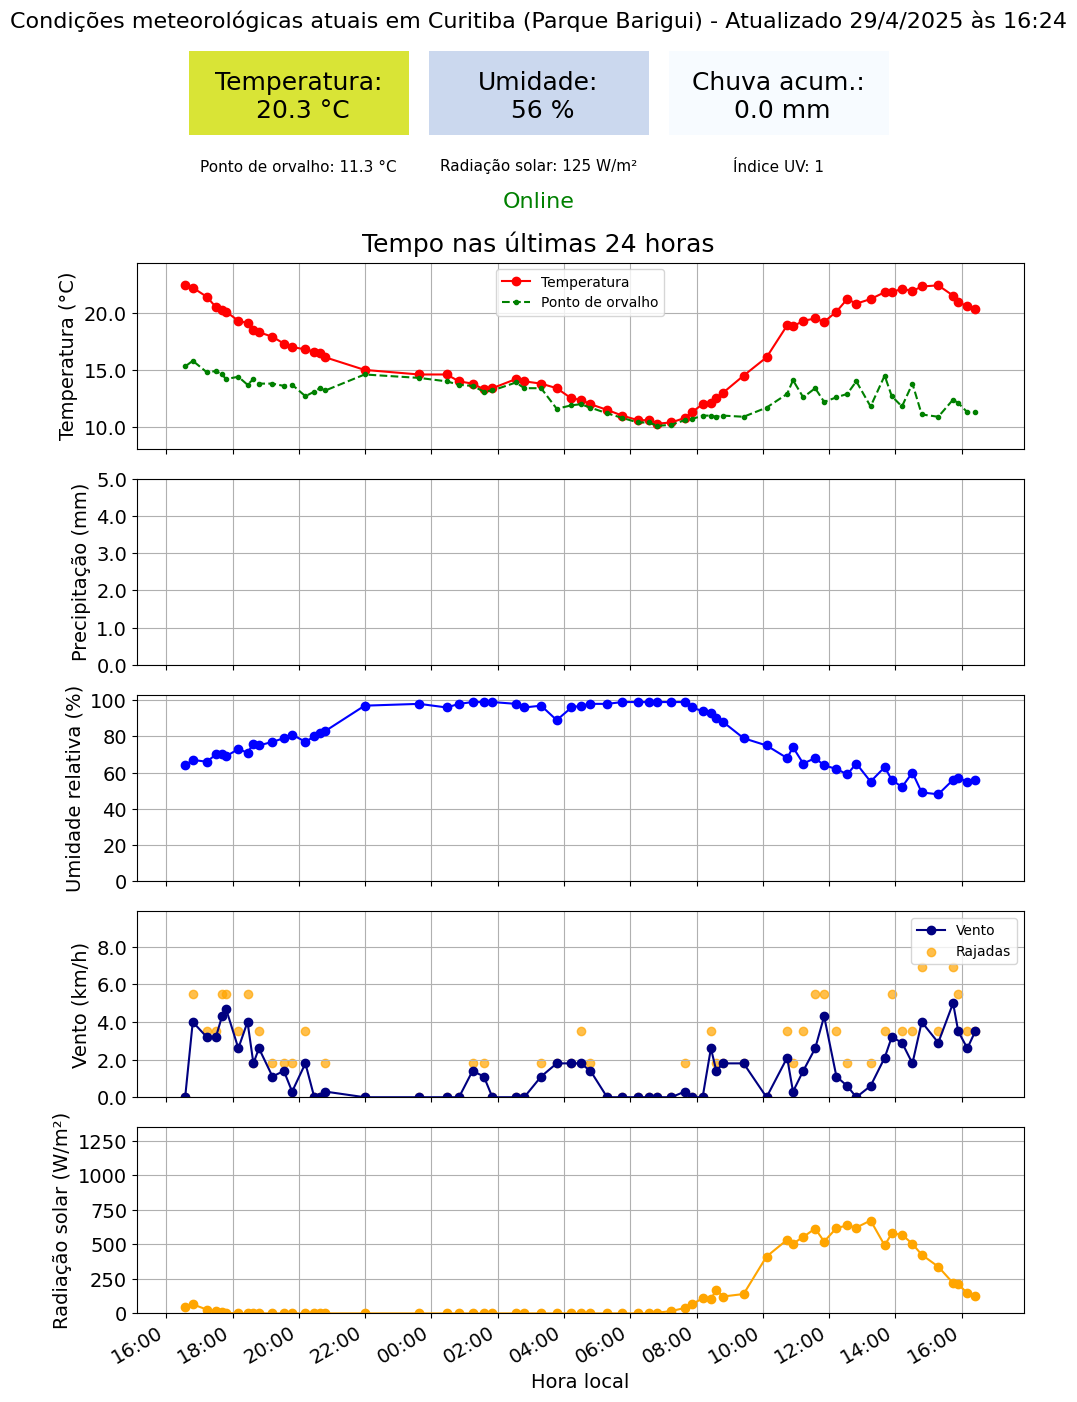 Condições meteorológicas atuais em Curitiba (Parque Barigui) - Atualizado 29/4/2025 às 16:24
Temperatura:
20.3 °C
Umidade:
56 %
Chuva acum.:
0.0 mm
Ponto de orvalho: 11.3 °C
Radiação solar: 125 W/m²
Índice UV: 1
Online
Tempo nas últimas 24 horas
Temperatura (°C)
20.0
15.0
10.0
Temperatura
Ponto de orvalho
Precipitação (mm)
5.0
4.0
3.0
2.0
1.0
0.0
Umidade relativa (%)
100
80
60
40
20
0
Vento (km/h)
8.0
6.0
4.0
2.0
0.0
Vento
Rajadas
Radiação solar (W/m²)
1250
1000
750
500
250
0
16:00
18:00
20:00
22:00
00:00
02:00
04:00
06:00
08:00
10:00
12:00
14:00
16:00
Hora local